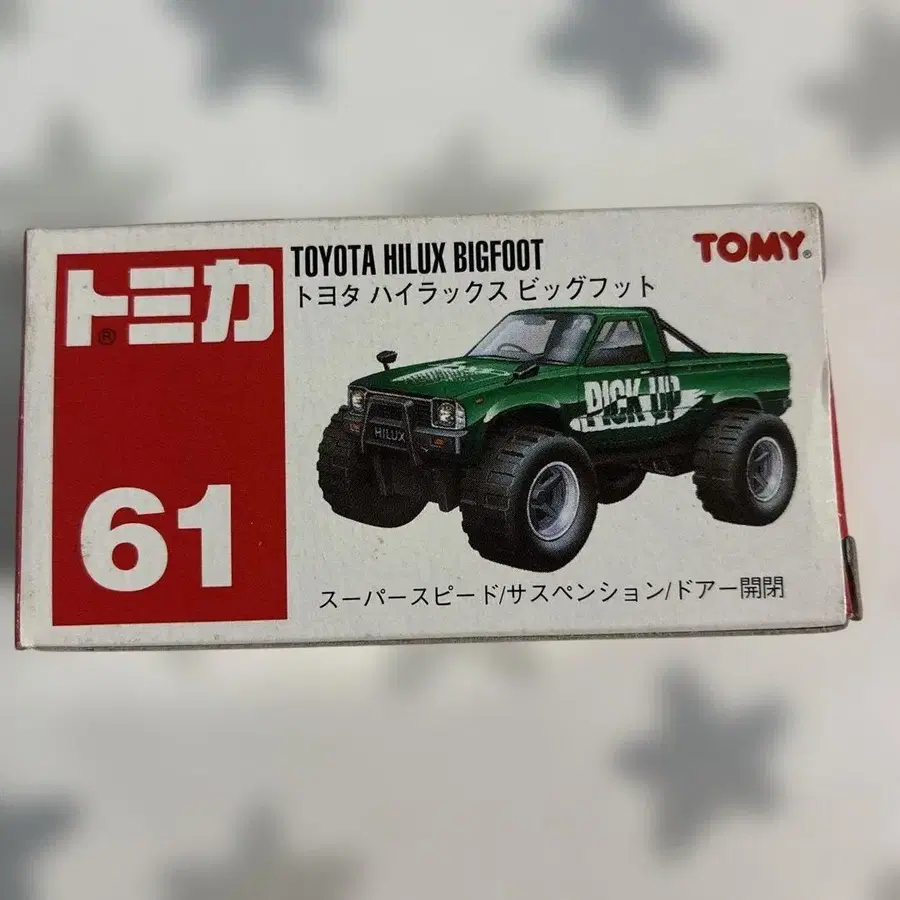 トミカ®
61
TOYOTA HILUX BIGFOOT
トヨタ ハイラックス ビッグフット
TOMY®
PICK UP
HILUX
スーパースピード/サスペンション/ドアー開閉